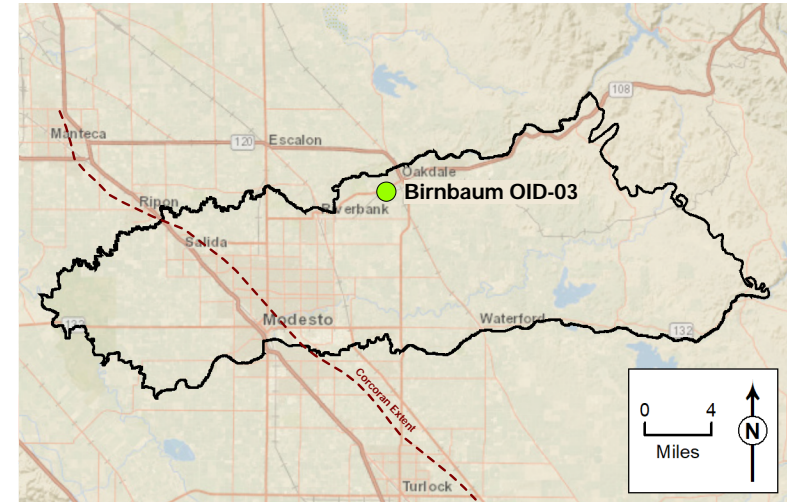 108
Manteca
120
Escalon
Oakdale
Birnbaum OID-03
Ripon
Riverbank
Salida
Modesto
Waterford
132
132
Corcoran Extent
0 4
Miles
N
Turlock